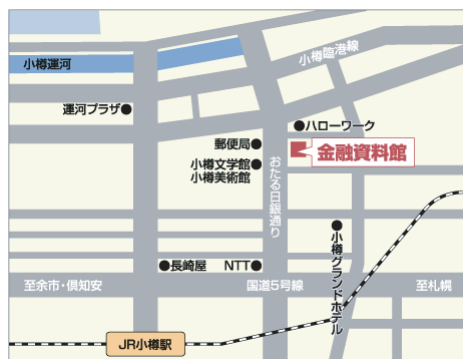 小樽運河
小樽臨港線
運河プラザ
ハローワーク
郵便局
金融資料館
小樽文学館
小樽美術館
おたる日銀通り
小樽グランドホテル
長崎屋
NTT
至余市・倶知安
国道5号線
至札幌
JR小樽駅